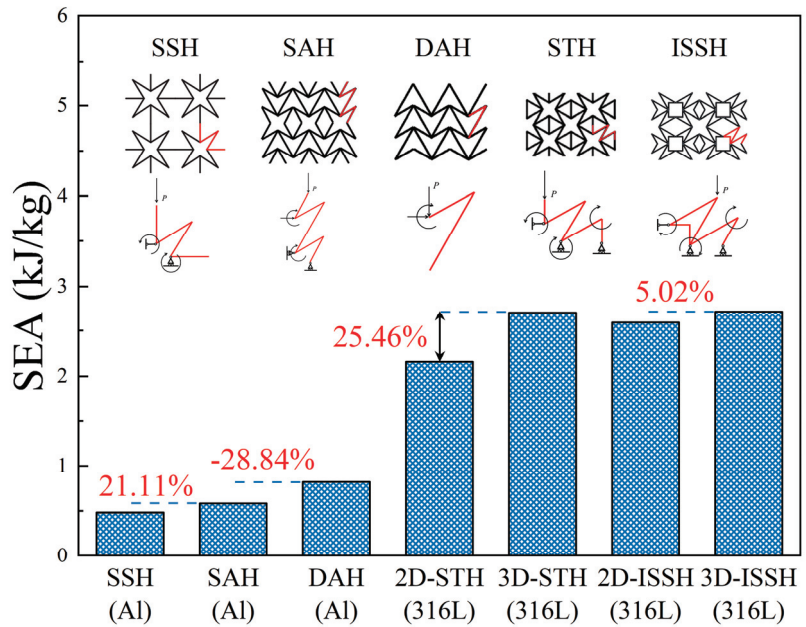 SSH SAH DAH STH ISSH
P P P P P
SEA (kJ/kg)
6
5
4
3
2
1
0
21.11%
-28.84%
25.46%
5.02%
SSH SAH DAH 2D-STH 3D-STH 2D-ISSH 3D-ISSH
(Al) (Al) (Al) (316L) (316L) (316L) (316L)